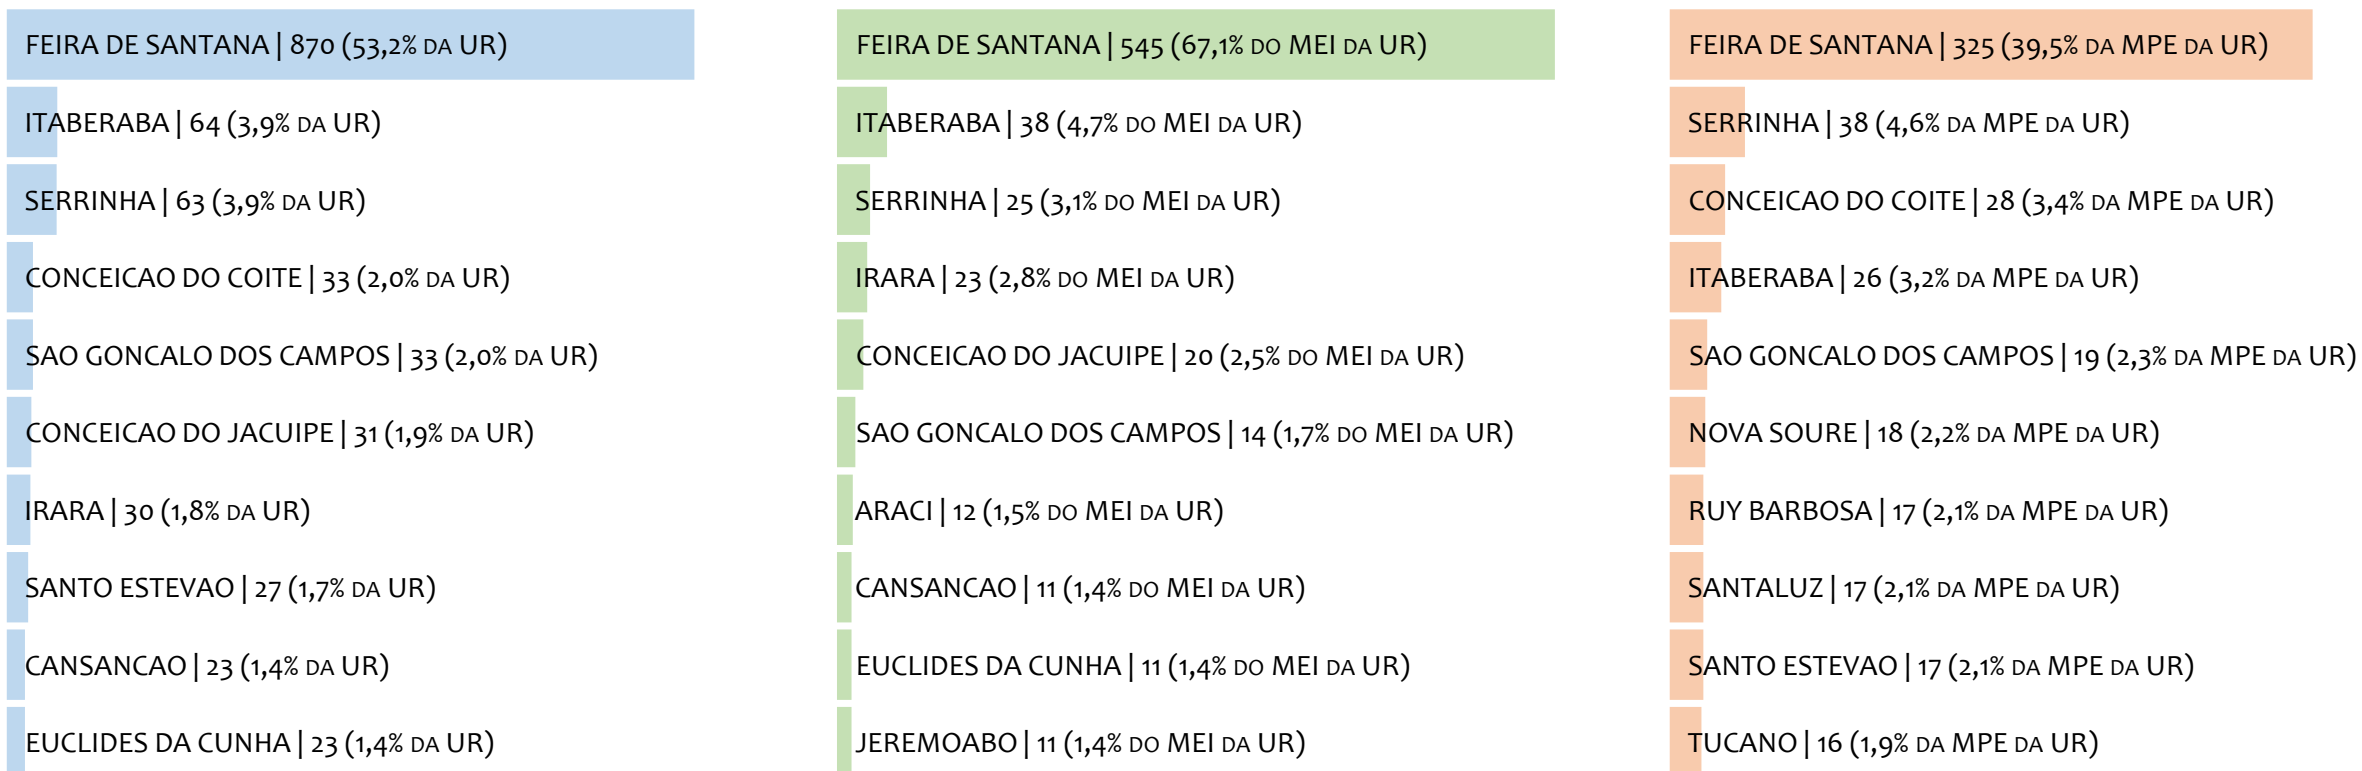 FEIRA DE SANTANA | 870 (53,2% DA UR)
ITABERABA | 64 (3,9% DA UR)
SERRINHA | 63 (3,9% DA UR)
CONCEICAO DO COITE | 33 (2,0% DA UR)
SAO GONCALO DOS CAMPOS | 33 (2,0% DA UR)
CONCEICAO DO JACUIPE | 31 (1,9% DA UR)
IRARA | 30 (1,8% DA UR)
SANTO ESTEVAO | 27 (1,7% DA UR)
CANSANCAO | 23 (1,4% DA UR)
EUCLIDES DA CUNHA | 23 (1,4% DA UR)
FEIRA DE SANTANA | 545 (67,1% DO MEI DA UR)
ITABERABA | 38 (4,7% DO MEI DA UR)
SERRINHA | 25 (3,1% DO MEI DA UR)
IRARA | 23 (2,8% DO MEI DA UR)
CONCEICAO DO JACUIPE | 20 (2,5% DO MEI DA UR)
SAO GONCALO DOS CAMPOS | 14 (1,7% DO MEI DA UR)
ARACI | 12 (1,5% DO MEI DA UR)
CANSANCAO | 11 (1,4% DO MEI DA UR)
EUCLIDES DA CUNHA | 11 (1,4% DO MEI DA UR)
JEREMOABO | 11 (1,4% DO MEI DA UR)
FEIRA DE SANTANA | 325 (39,5% DA MPE DA UR)
SERRINHA | 38 (4,6% DA MPE DA UR)
CONCEICAO DO COITE | 28 (3,4% DA MPE DA UR)
ITABERABA | 26 (3,2% DA MPE DA UR)
SAO GONCALO DOS CAMPOS | 19 (2,3% DA MPE DA UR)
NOVA SOURE | 18 (2,2% DA MPE DA UR)
RUY BARBOSA | 17 (2,1% DA MPE DA UR)
SANTALUZ | 17 (2,1% DA MPE DA UR)
SANTO ESTEVAO | 17 (2,1% DA MPE DA UR)
TUCANO | 16 (1,9% DA MPE DA UR)